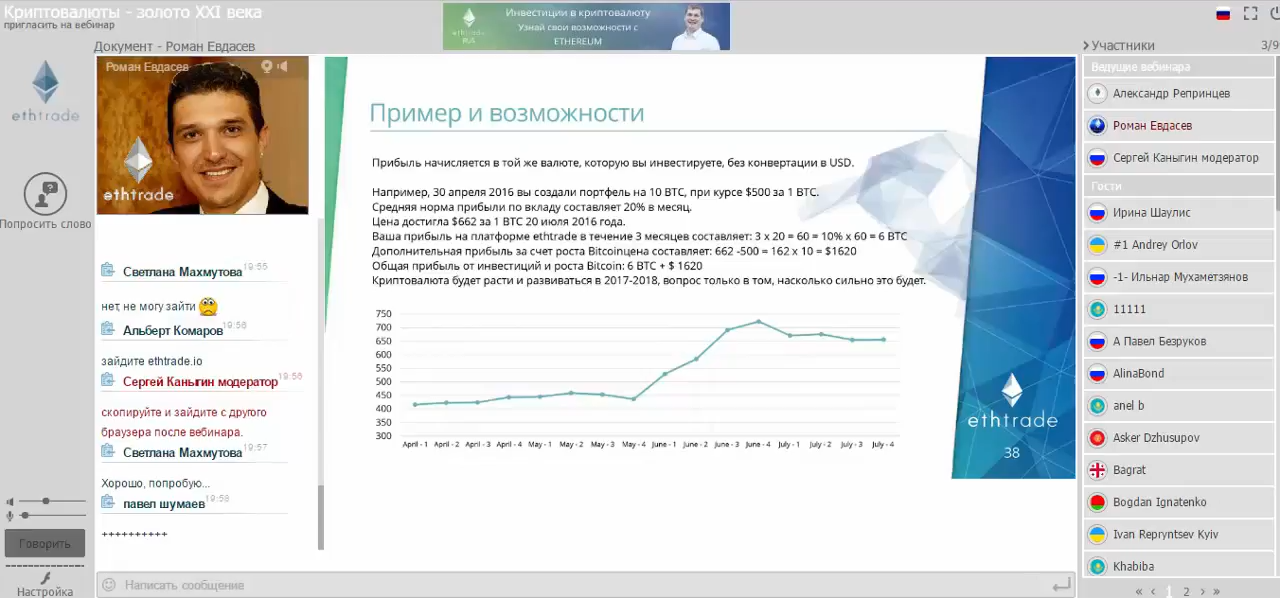 Криптовалюты - золото XXI века
пригласить на вебинар
Инвестиции в криптовалюту
Узнай свои возможности с
ETHEREUM
Документ - Роман Евдасев
Участники
3/9
ethtrade
Попросить слово
Говорить
Настройка
Роман Евдасев
ethtrade
Светлана Махмутова 19:55
нет, не могу зайти
Альберт Комаров 19:56
зайдите ethtrade.io
Сергей Каныгин модератор 19:56
скопируйте и зайдите с другого
браузера после вебинара.
Светлана Махмутова 19:57
Хорошо, попробую...
павел шумаев 19:58
++++++++++
Написать сообщение
Пример и возможности
Прибыль начисляется в той же валюте, которую вы инвестируете, без конвертации в USD.
Например, 30 апреля 2016 вы создали портфель на 10 BTC, при курсе $500 за 1 BTC.
Средняя норма прибыли по вкладу составляет 20% в месяц.
Цена достигла $662 за 1 BTC 20 июля 2016 года.
Ваша прибыль на платформе ethtrade в течение 3 месяцев составляет: 3 x 20 = 60 = 10% x 60 = 6 BTC
Дополнительная прибыль за счет роста Bitcoinцена составляет: 662 -500 = 162 x 10 = $1620
Общая прибыль от инвестиций и роста Bitcoin: 6 BTC + $ 1620
Криптовалюта будет расти и развиваться в 2017-2018, вопрос только в том, насколько сильно это будет.
750
700
650
600
550
500
450
400
350
300
April - 1 April - 2 April - 3 April - 4 May - 1 May - 2 May - 3 May - 4 June - 1 June - 2 June - 3 June - 4 July - 1 July - 2 July - 3 July - 4
ethtrade
38
Ведущие вебинара
Александр Репринцев
Роман Евдасев
Сергей Каныгин модератор
Гости
Ирина Шаулис
#1 Andrey Orlov
-1- Ильнар Мухаметзянов
11111
А Павел Безруков
AlinaBond
anel b
Asker Dzhusupov
Bagrat
Bogdan Ignatenko
Ivan Repryntsev Kyiv
Khabiba
« ‹ 1 2 › »